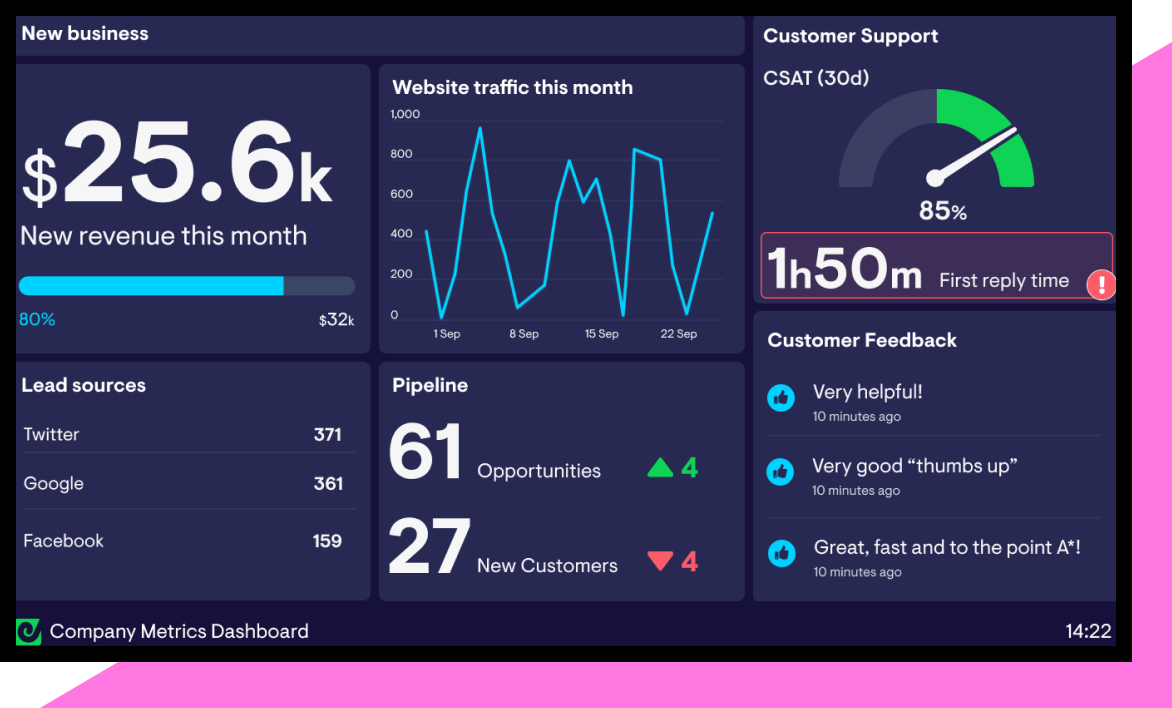 New business
$25.6k
New revenue this month
80%
$32k
Website traffic this month
1,000
800
600
400
200
0
1 Sep
8 Sep
15 Sep
22 Sep
Lead sources
Twitter 371
Google 361
Facebook 159
Pipeline
61 Opportunities 4
27 New Customers 4
Customer Support
CSAT (30d)
85%
1h50m First reply time !
Customer Feedback
Very helpful!
10 minutes ago
Very good “thumbs up”
10 minutes ago
Great, fast and to the point A*!
10 minutes ago
Company Metrics Dashboard
14:22